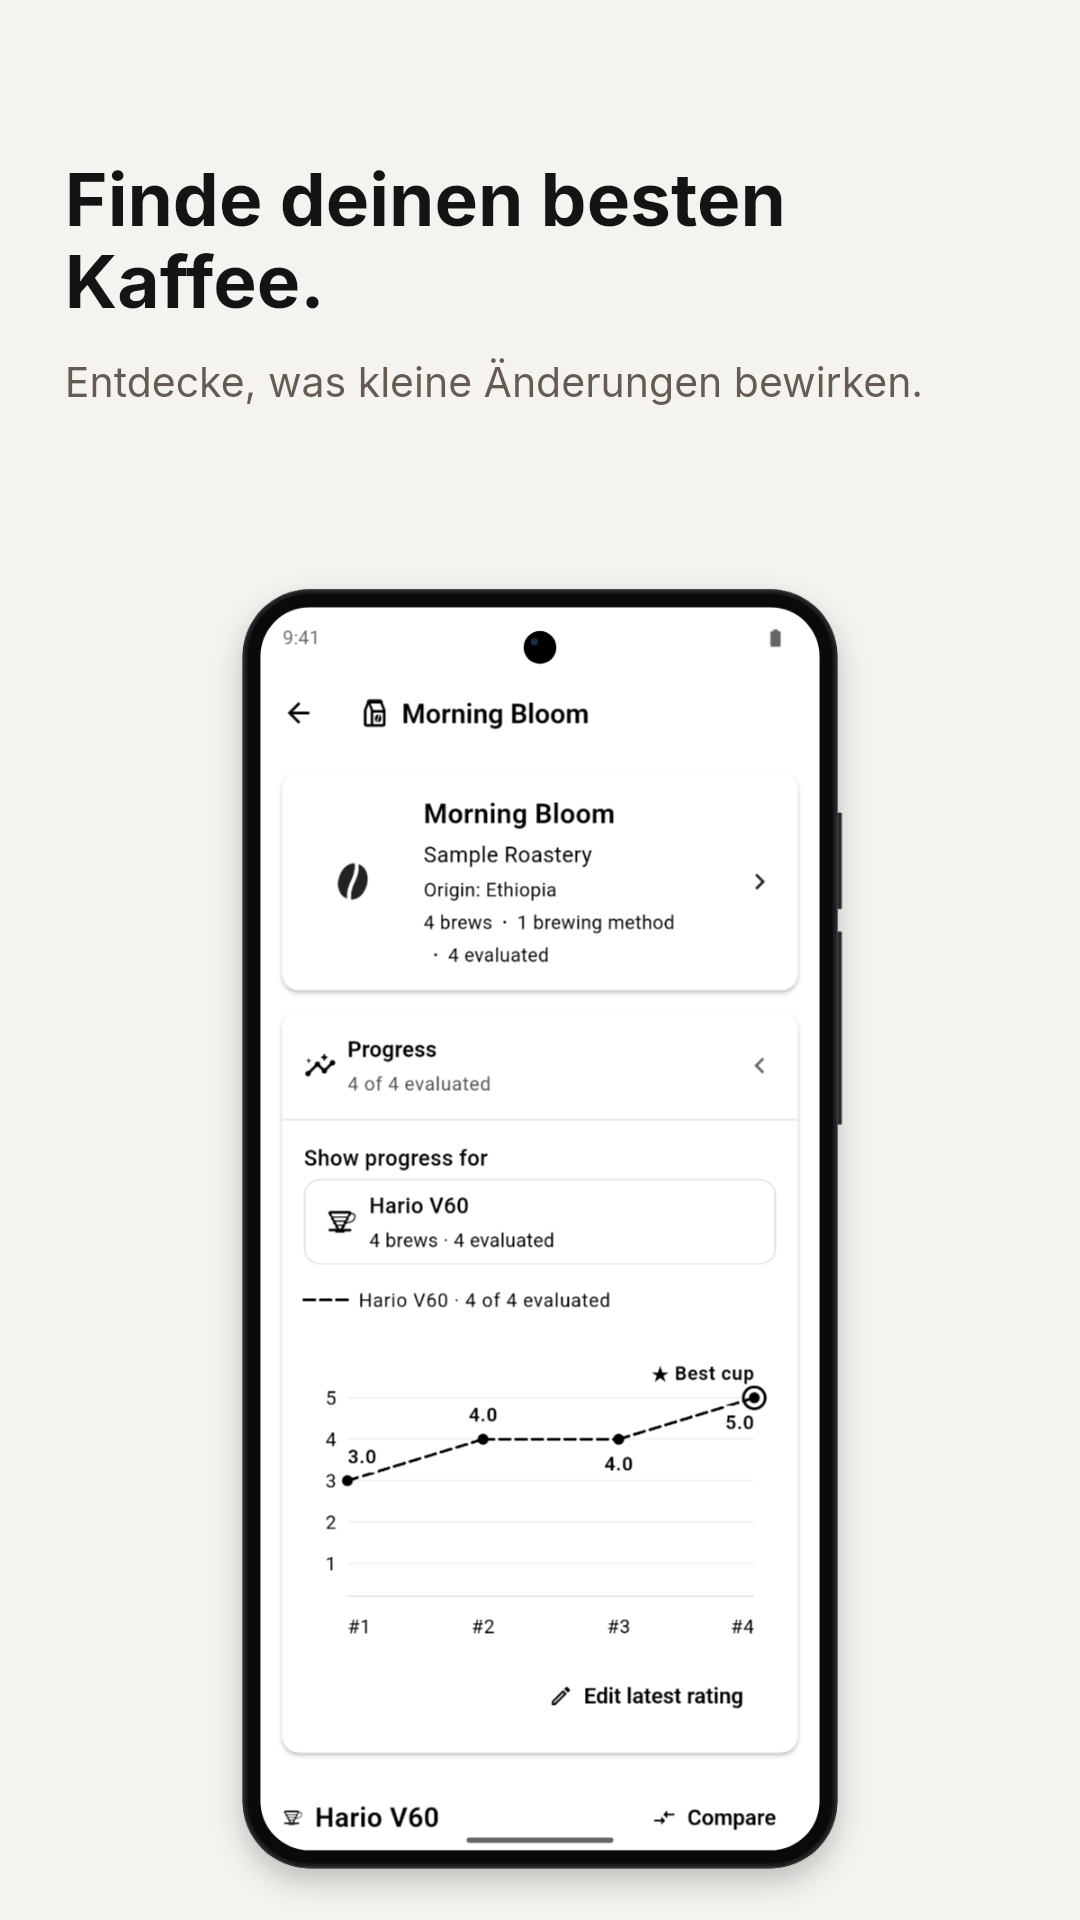 Finde deinen besten
Kaffee.
Entdecke, was kleine Änderungen bewirken.
9:41
Morning Bloom
Morning Bloom
Sample Roastery
Origin: Ethiopia
4 brews · 1 brewing method
· 4 evaluated
Progress
4 of 4 evaluated
Show progress for
Hario V60
4 brews · 4 evaluated
Hario V60 · 4 of 4 evaluated
★ Best cup
5
4.0
5.0
4
3.0
4.0
3
2
1
#1 #2 #3 #4
Edit latest rating
Hario V60
Compare